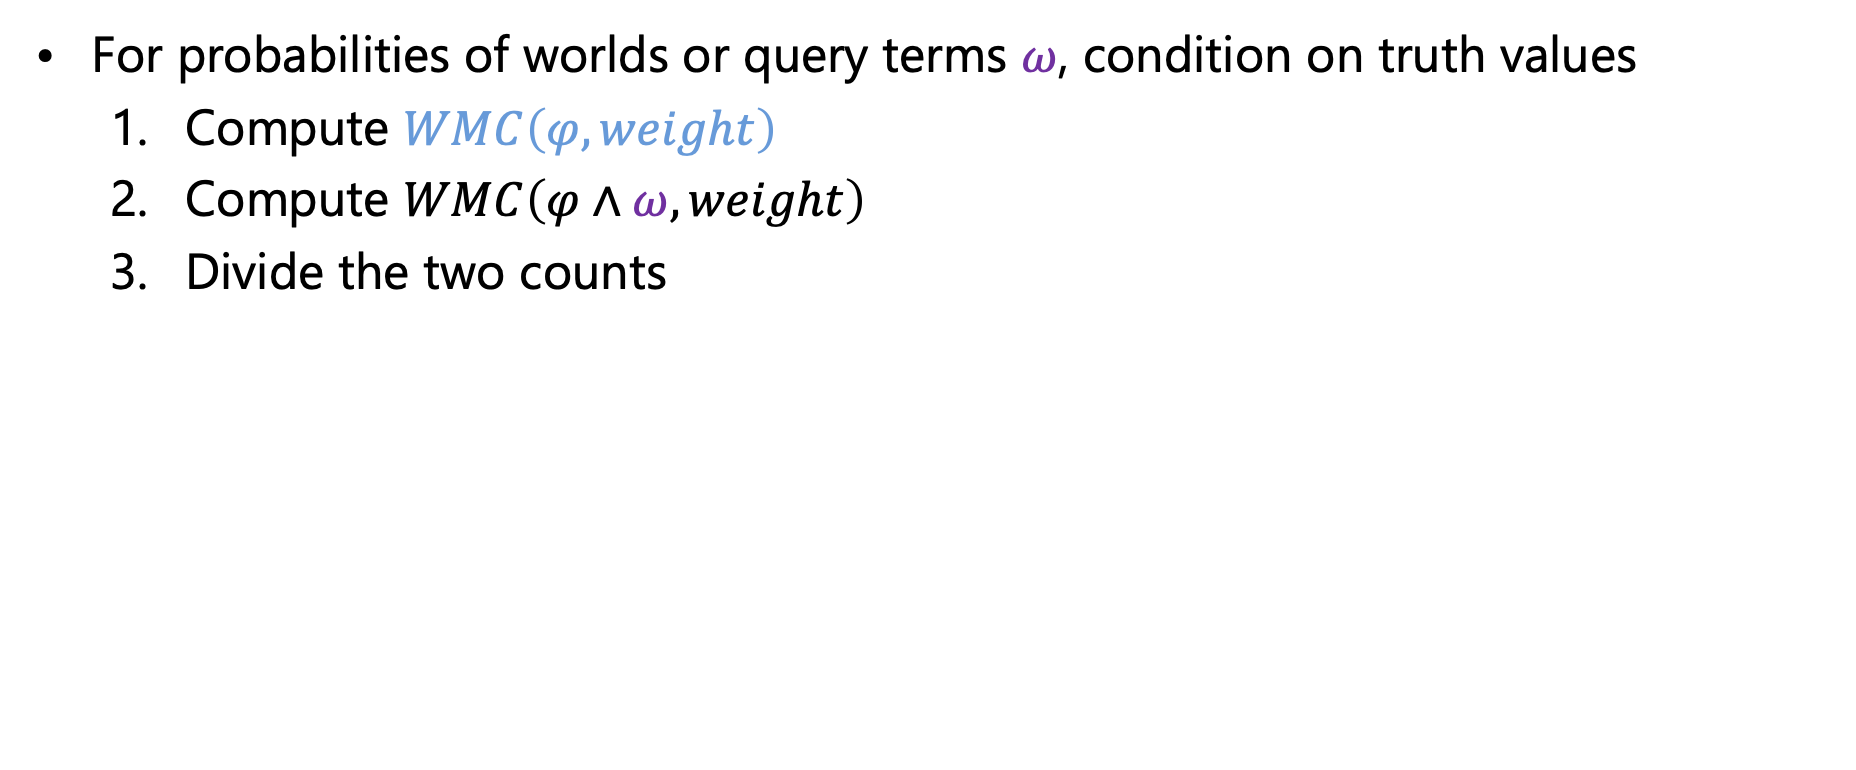 • For probabilities of worlds or query terms ω, condition on truth values
1. Compute WMC(φ, weight)
2. Compute WMC(φ ∧ ω, weight)
3. Divide the two counts